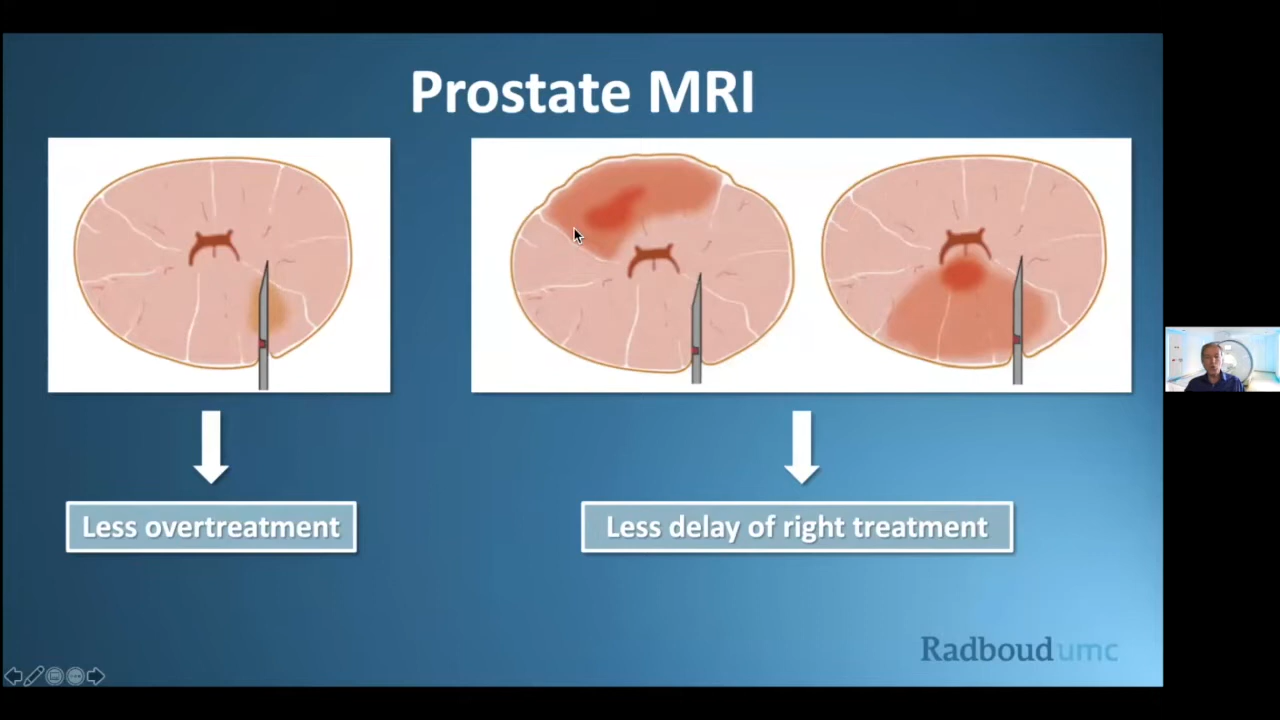 Prostate MRI
Less overtreatment
Less delay of right treatment
Radboudumc